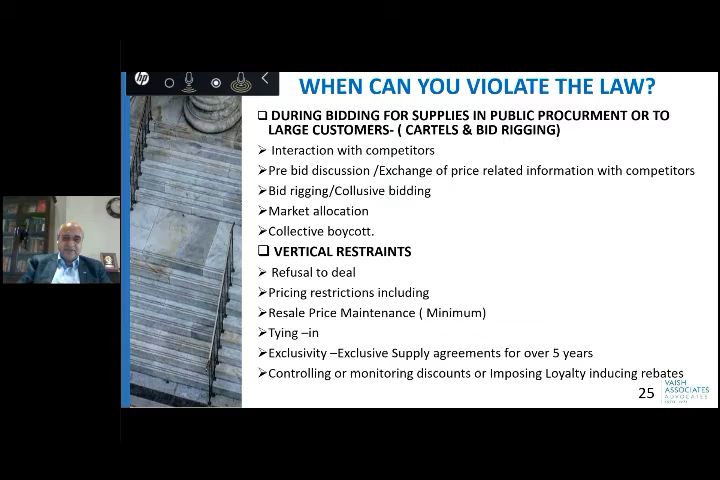 hp
WHEN CAN YOU VIOLATE THE LAW?
❑ DURING BIDDING FOR SUPPLIES IN PUBLIC PROCURMENT OR TO
LARGE CUSTOMERS- ( CARTELS & BID RIGGING)
➢ Interaction with competitors
➢Pre bid discussion /Exchange of price related information with competitors
➢Bid rigging/Collusive bidding
➢Market allocation
➢Collective boycott.
❑ VERTICAL RESTRAINTS
➢ Refusal to deal
➢Pricing restrictions including
➢Resale Price Maintenance ( Minimum)
➢Tying –in
➢Exclusivity –Exclusive Supply agreements for over 5 years
➢Controlling or monitoring discounts or Imposing Loyalty inducing rebates
25
VAISH
ASSOCIATES
ADVOCATES